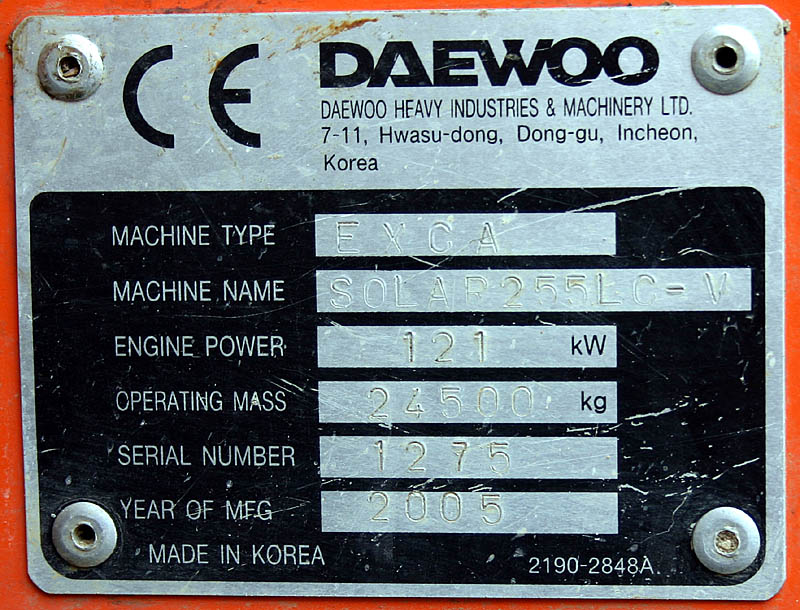 CE DAEWOO
DAEWOO HEAVY INDUSTRIES & MACHINERY LTD.
7-11, Hwasu-dong, Dong-gu, Incheon,
Korea
MACHINE TYPE EXCA
MACHINE NAME SOLAR255LC-V
ENGINE POWER 121 kW
OPERATING MASS 24500 kg
SERIAL NUMBER 1275
YEAR OF MFG 2005
MADE IN KOREA 2190-2848A